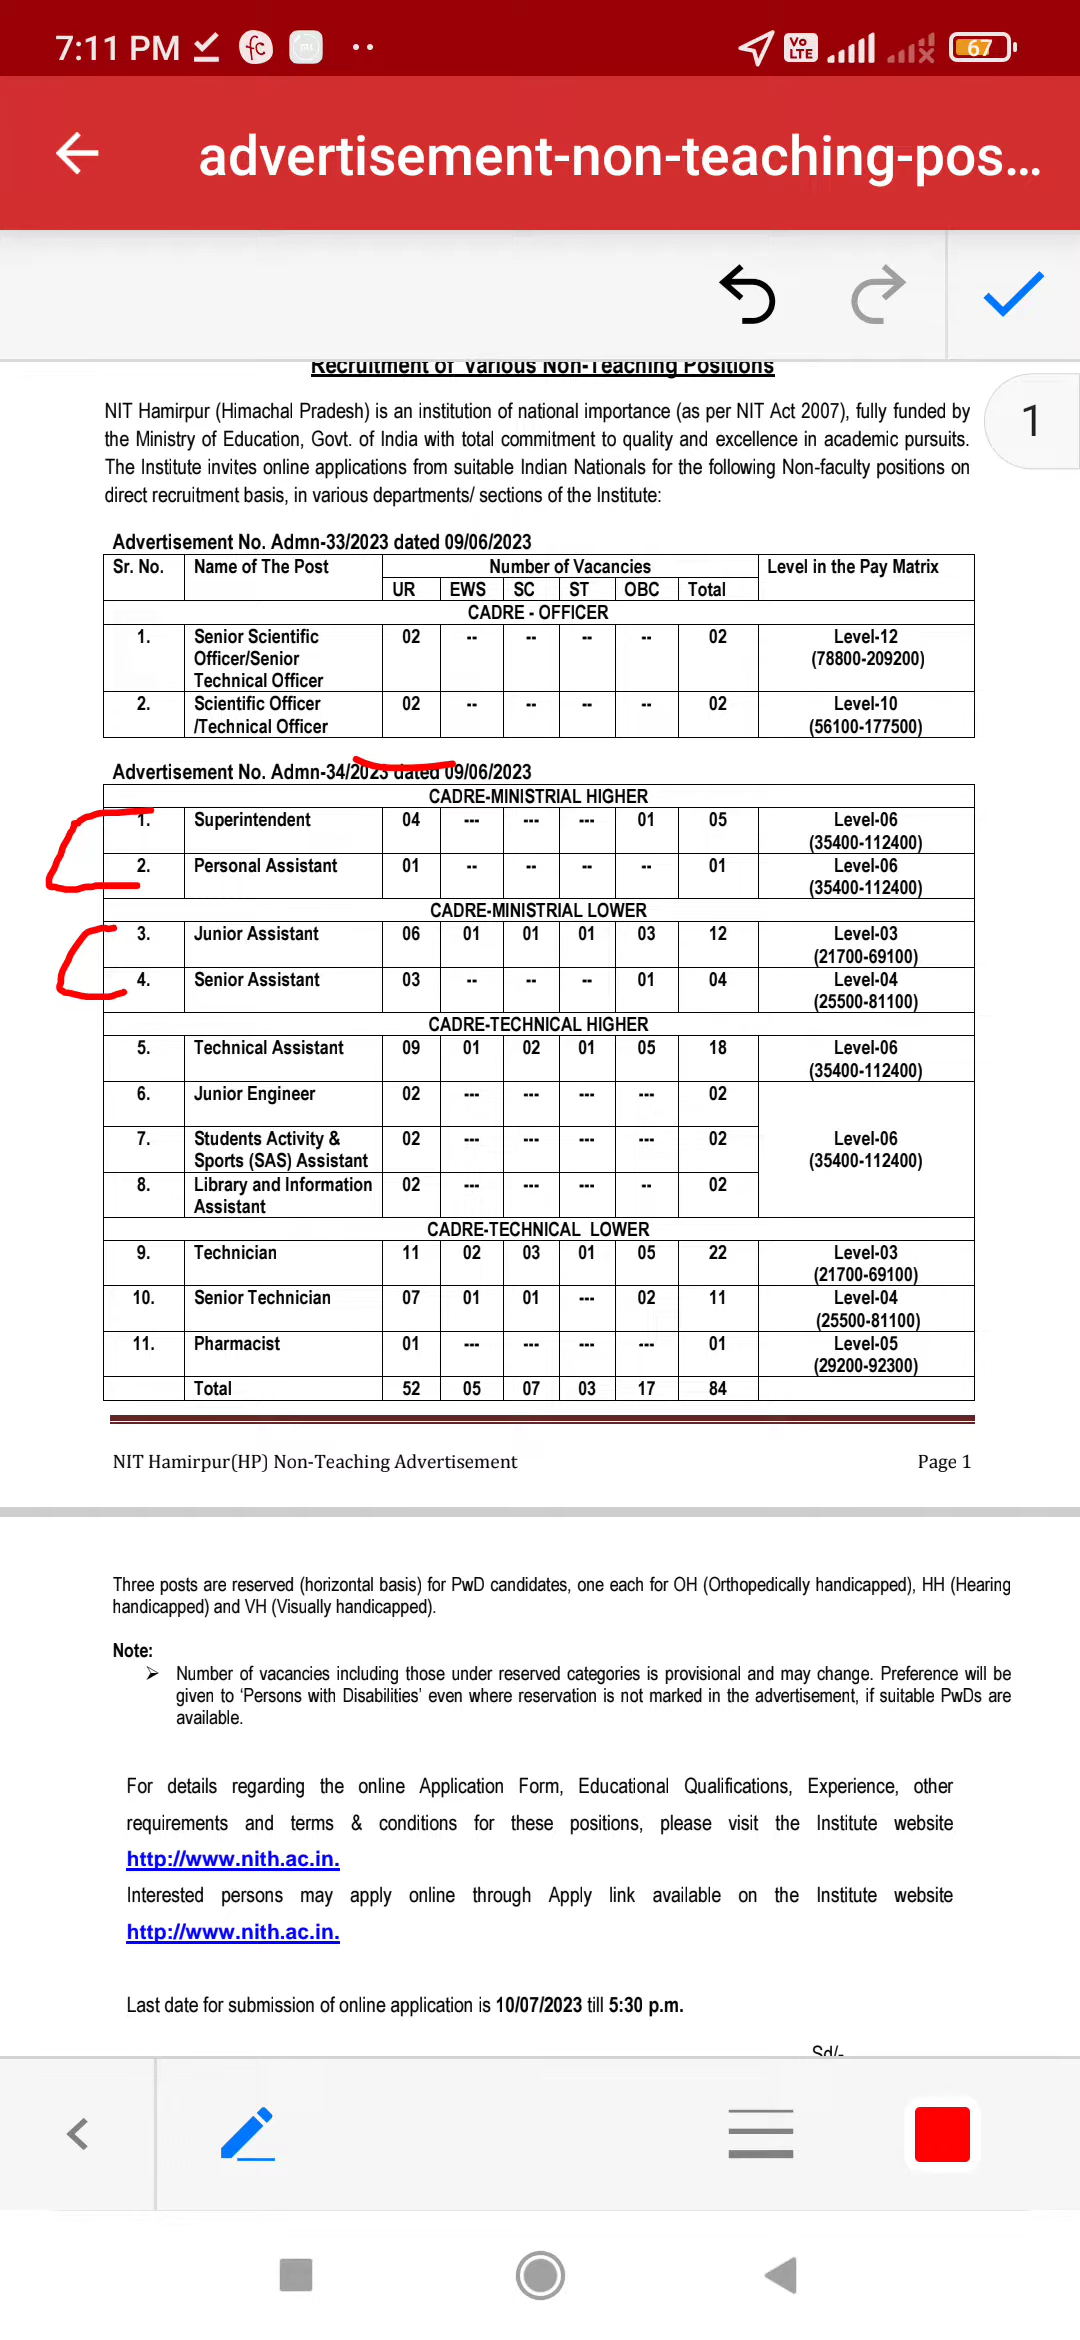 7:11 PM
fc
Vo LTE
67
advertisement-non-teaching-pos...
1
Recruitment of Various Non-Teaching Positions
NIT Hamirpur (Himachal Pradesh) is an institution of national importance (as per NIT Act 2007), fully funded by
the Ministry of Education, Govt. of India with total commitment to quality and excellence in academic pursuits.
The Institute invites online applications from suitable Indian Nationals for the following Non-faculty positions on
direct recruitment basis, in various departments/ sections of the Institute:
Advertisement No. Admn-33/2023 dated 09/06/2023
Sr. No. Name of The Post Number of Vacancies Level in the Pay Matrix
UR EWS SC ST OBC Total
CADRE - OFFICER
1. Senior Scientific 02 -- -- -- -- 02 Level-12
Officer/Senior (78800-209200)
Technical Officer
2. Scientific Officer 02 -- -- -- -- 02 Level-10
/Technical Officer (56100-177500)
Advertisement No. Admn-34/2023 dated 09/06/2023
CADRE-MINISTRIAL HIGHER
1. Superintendent 04 --- --- --- 01 05 Level-06
(35400-112400)
2. Personal Assistant 01 -- -- -- -- 01 Level-06
(35400-112400)
CADRE-MINISTRIAL LOWER
3. Junior Assistant 06 01 01 01 03 12 Level-03
(21700-69100)
4. Senior Assistant 03 -- -- -- 01 04 Level-04
(25500-81100)
CADRE-TECHNICAL HIGHER
5. Technical Assistant 09 01 02 01 05 18 Level-06
(35400-112400)
6. Junior Engineer 02 --- --- --- --- 02
7. Students Activity & 02 --- --- --- --- 02 Level-06
Sports (SAS) Assistant (35400-112400)
8. Library and Information 02 --- --- --- -- 02
Assistant
CADRE-TECHNICAL LOWER
9. Technician 11 02 03 01 05 22 Level-03
(21700-69100)
10. Senior Technician 07 01 01 --- 02 11 Level-04
(25500-81100)
11. Pharmacist 01 --- --- --- --- 01 Level-05
(29200-92300)
Total 52 05 07 03 17 84
NIT Hamirpur(HP) Non-Teaching Advertisement Page 1
Three posts are reserved (horizontal basis) for PwD candidates, one each for OH (Orthopedically handicapped), HH (Hearing
handicapped) and VH (Visually handicapped).
Note:
➢ Number of vacancies including those under reserved categories is provisional and may change. Preference will be
given to ‘Persons with Disabilities’ even where reservation is not marked in the advertisement, if suitable PwDs are
available.
For details regarding the online Application Form, Educational Qualifications, Experience, other
requirements and terms & conditions for these positions, please visit the Institute website
http://www.nith.ac.in.
Interested persons may apply online through Apply link available on the Institute website
http://www.nith.ac.in.
Last date for submission of online application is 10/07/2023 till 5:30 p.m.
Sd/-